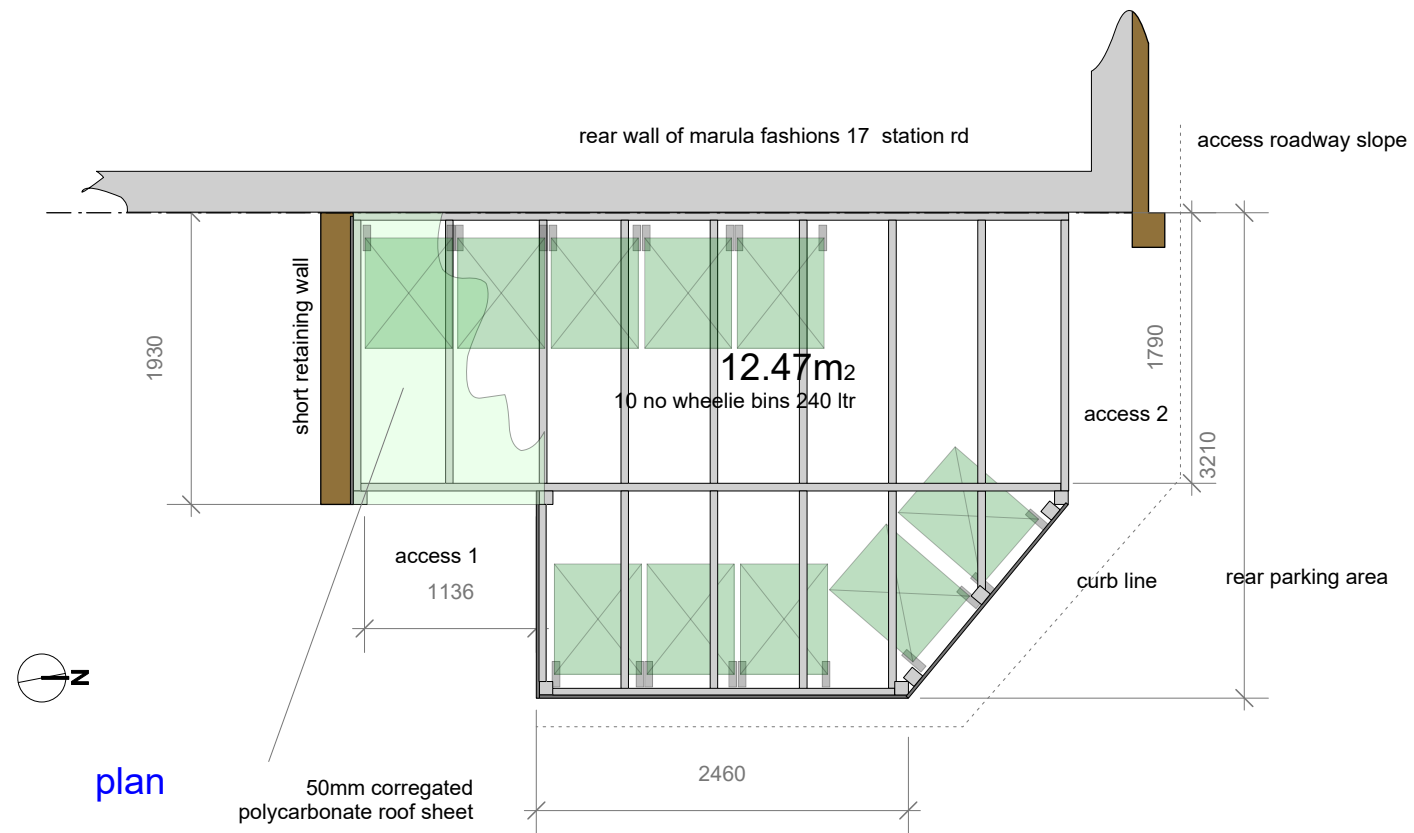 rear wall of marula fashions 17 station rd
access roadway slope
short retaining wall
1930
1790
12.47m2
10 no wheelie bins 240 ltr
access 2
3210
access 1
1136
curb line
rear parking area
N
2460
plan
50mm corregated
polycarbonate roof sheet